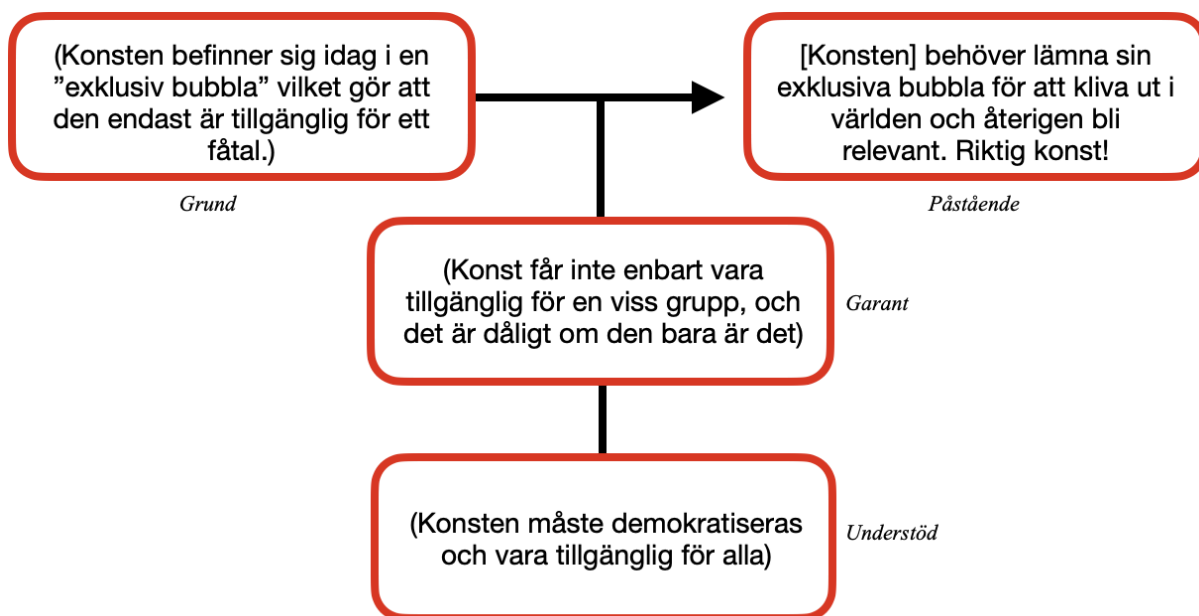 (Konsten befinner sig idag i en
”exklusiv bubbla” vilket gör att
den endast är tillgänglig för ett
fåtal.)
Grund
[Konsten] behöver lämna sin
exklusiva bubbla för att kliva ut i
världen och återigen bli
relevant. Riktig konst!
Påstående
(Konst får inte enbart vara
tillgänglig för en viss grupp, och
det är dåligt om den bara är det)
Garant
(Konsten måste demokratiseras
och vara tillgänglig för alla)
Understöd